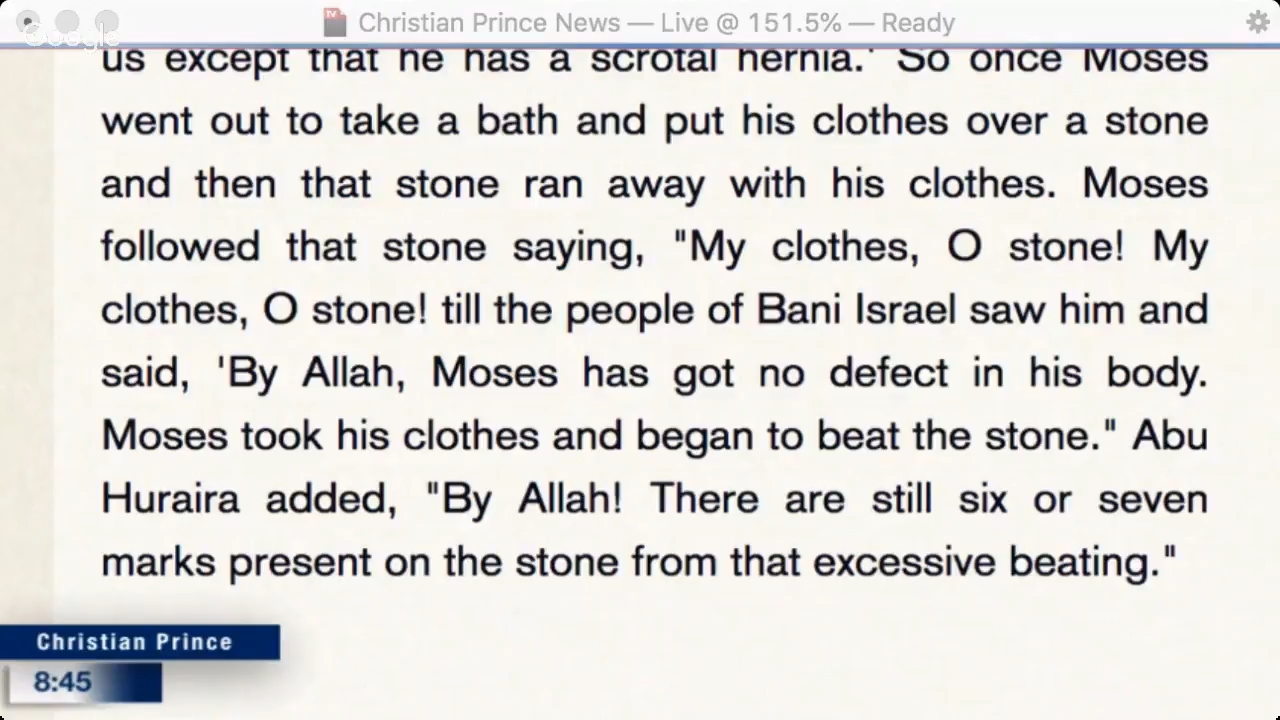 Christian Prince News — Live @ 151.5% — Ready
Google
us except that he has a scrotal hernia.' So once Moses
went out to take a bath and put his clothes over a stone
and then that stone ran away with his clothes. Moses
followed that stone saying, "My clothes, O stone! My
clothes, O stone! till the people of Bani Israel saw him and
said, 'By Allah, Moses has got no defect in his body.
Moses took his clothes and began to beat the stone." Abu
Huraira added, "By Allah! There are still six or seven
marks present on the stone from that excessive beating."
Christian Prince
8:45